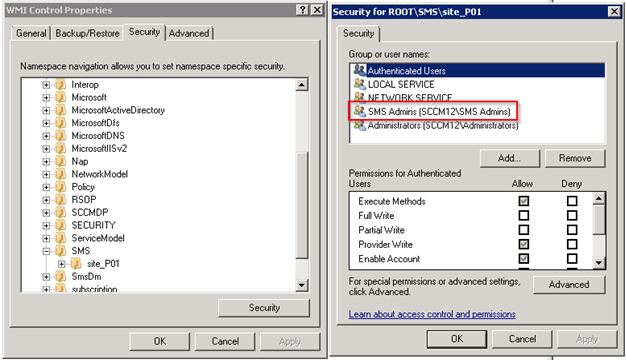 WMI Control Properties
General
Backup/Restore
Security
Advanced
Namespace navigation allows you to set namespace specific security.
Interop
Microsoft
MicrosoftActiveDirectory
MicrosoftDfs
MicrosoftDNS
MicrosoftIISv2
Nap
NetworkModel
Policy
RSOP
SCCMDP
SECURITY
ServiceModel
SMS
site_P01
SmsDm
subscription
Security
OK
Cancel
Apply
Security for ROOT\SMS\site_P01
Security
Group or user names:
Authenticated Users
LOCAL SERVICE
NETWORK SERVICE
SMS Admins (SCCM12\SMS Admins)
Administrators (SCCM12\Administrators)
Add...
Remove
Permissions for Authenticated
Users
Allow
Deny
Execute Methods
Full Write
Partial Write
Provider Write
Enable Account
For special permissions or advanced settings,
click Advanced.
Advanced
Learn about access control and permissions
OK
Cancel
Apply